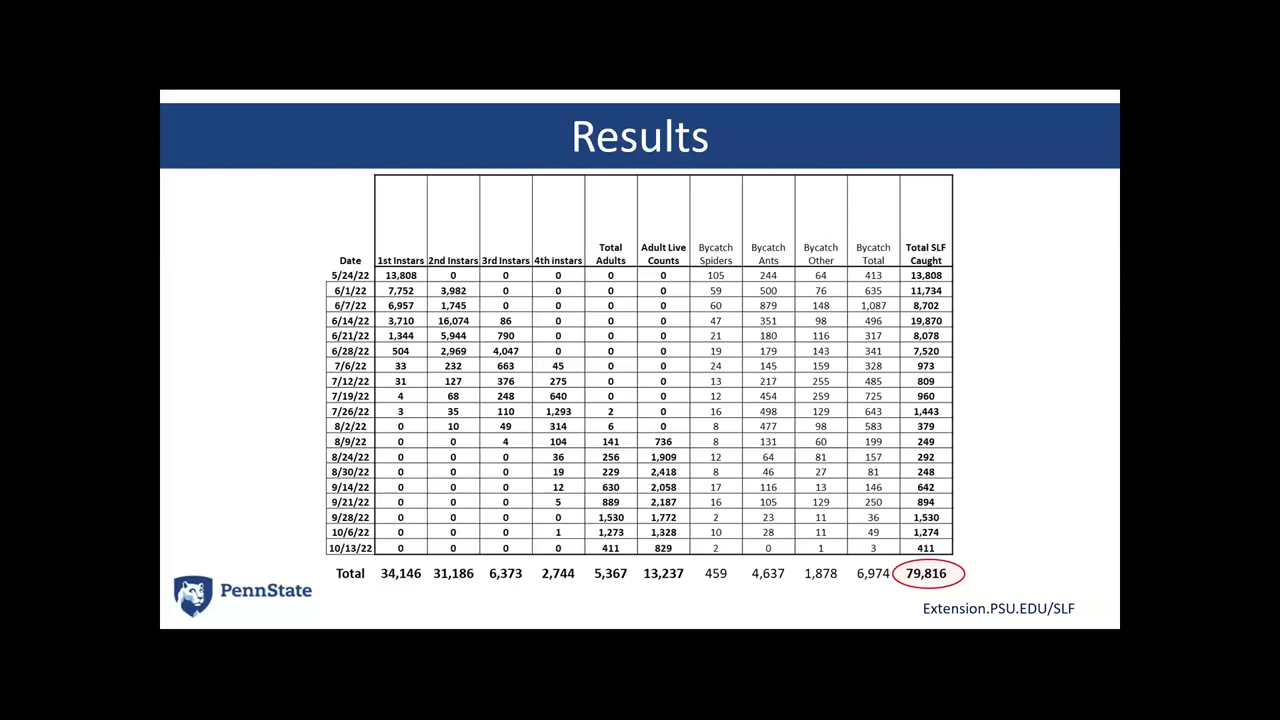 Results
Total Adult Live Bycatch Bycatch Bycatch Bycatch Total SLF
Date 1st Instars 2nd Instars 3rd Instars 4th instars Adults Counts Spiders Ants Other Total Caught
5/24/22 13,808 0 0 0 0 0 105 244 64 413 13,808
6/1/22 7,752 3,982 0 0 0 0 59 500 76 635 11,734
6/7/22 6,957 1,745 0 0 0 0 60 879 148 1,087 8,702
6/14/22 3,710 16,074 86 0 0 0 47 351 98 496 19,870
6/21/22 1,344 5,944 790 0 0 0 21 180 116 317 8,078
6/28/22 504 2,969 4,047 0 0 0 19 179 143 341 7,520
7/6/22 33 232 663 45 0 0 24 145 159 328 973
7/12/22 31 127 376 275 0 0 13 217 255 485 809
7/19/22 4 68 248 640 0 0 12 454 259 725 960
7/26/22 3 35 110 1,293 2 0 16 498 129 643 1,443
8/2/22 0 10 49 314 6 0 8 477 98 583 379
8/9/22 0 0 4 104 141 736 8 131 60 199 249
8/24/22 0 0 0 36 256 1,909 12 64 81 157 292
8/30/22 0 0 0 19 229 2,418 8 46 27 81 248
9/14/22 0 0 0 12 630 2,058 17 116 13 146 642
9/21/22 0 0 0 5 889 2,187 16 105 129 250 894
9/28/22 0 0 0 0 1,530 1,772 2 23 11 36 1,530
10/6/22 0 0 0 1 1,273 1,328 10 28 11 49 1,274
10/13/22 0 0 0 0 411 829 2 0 1 3 411
Total 34,146 31,186 6,373 2,744 5,367 13,237 459 4,637 1,878 6,974 79,816
PennState
Extension.PSU.EDU/SLF